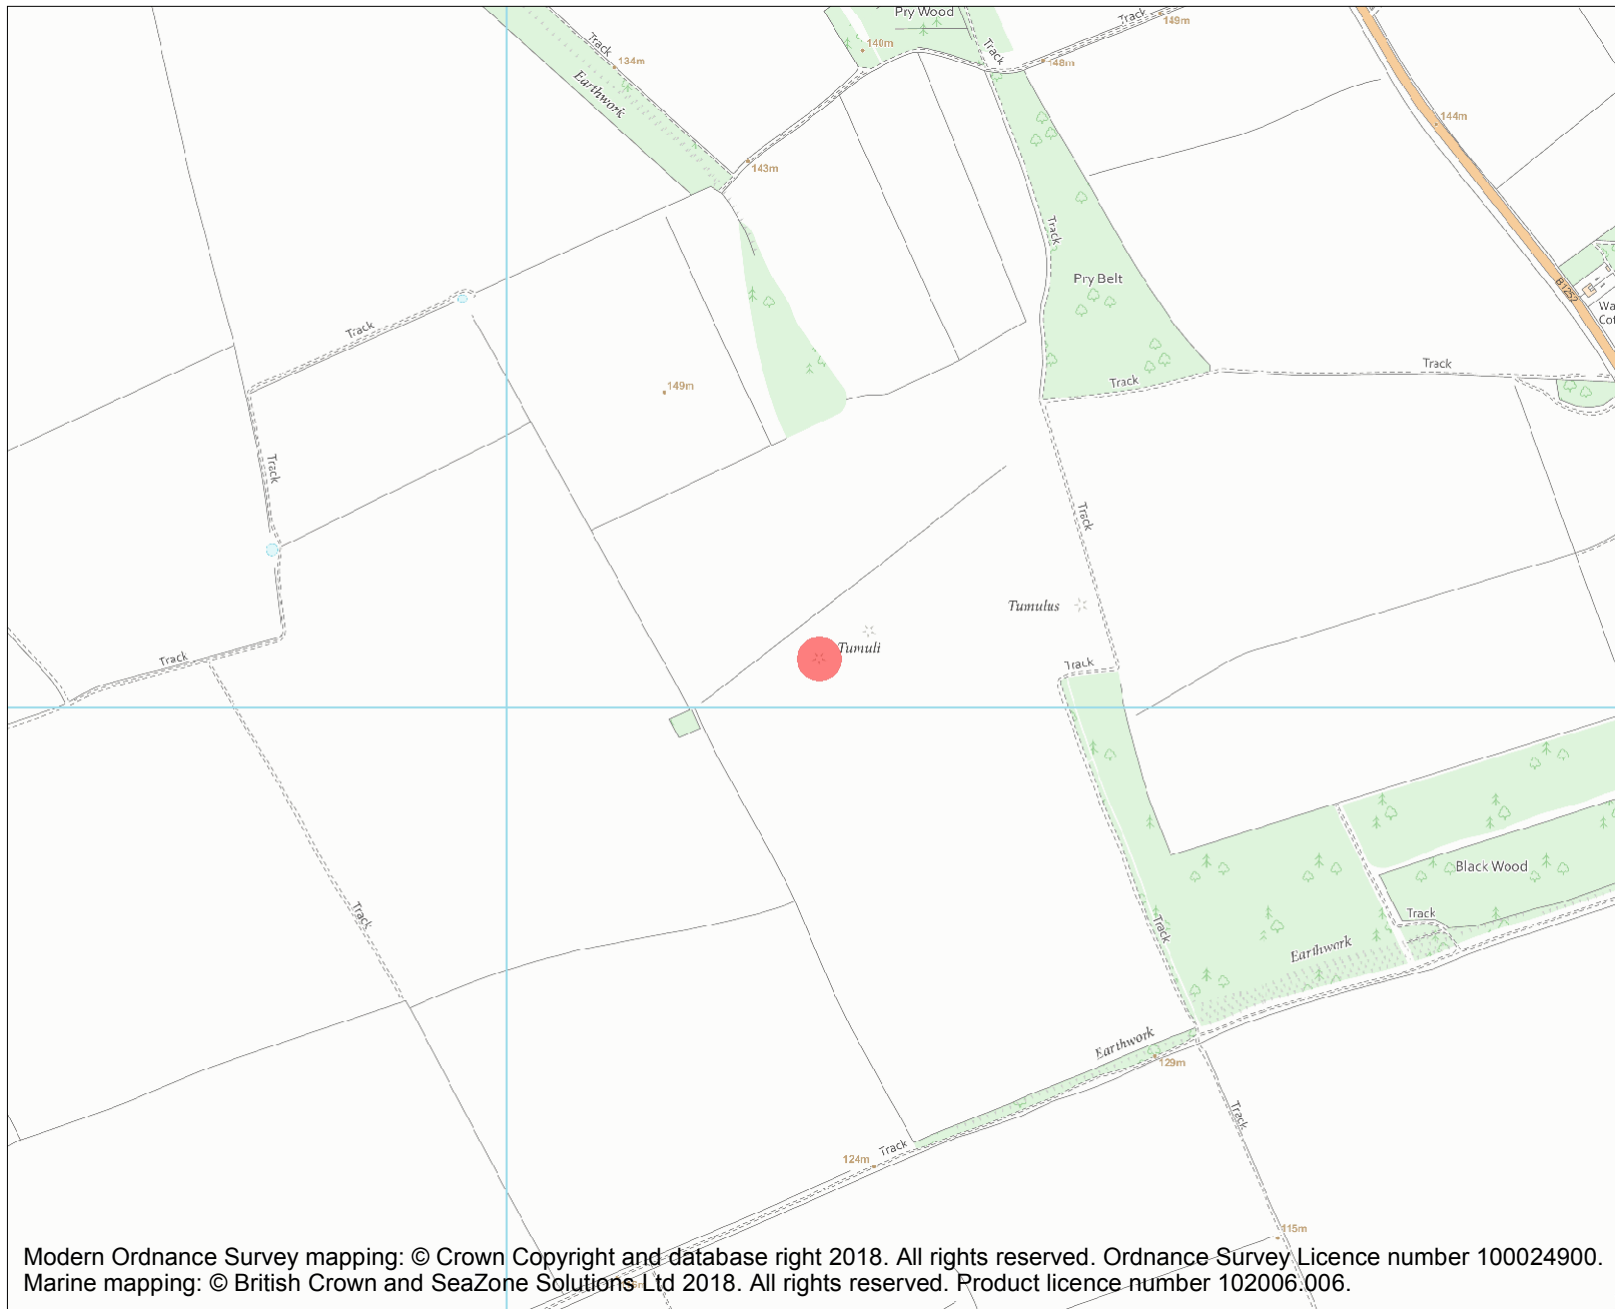 Pry Wood
Track
149m
Track
140m
Track
148m
134m
Earthwork
144m
143m
Track
Pry Belt
B1252
Track
Track
Track
149m
Track
Track
Tumulus
Tumuli
Track
Track
Track
Black Wood
Track
Track
Earthwork
Earthwork
129m
Track
Track
124m
115m
Modern Ordnance Survey mapping: © Crown Copyright and database right 2018. All rights reserved. Ordnance Survey Licence number 100024900.
Marine mapping: © British Crown and SeaZone Solutions Ltd 2018. All rights reserved. Product licence number 102006.006.